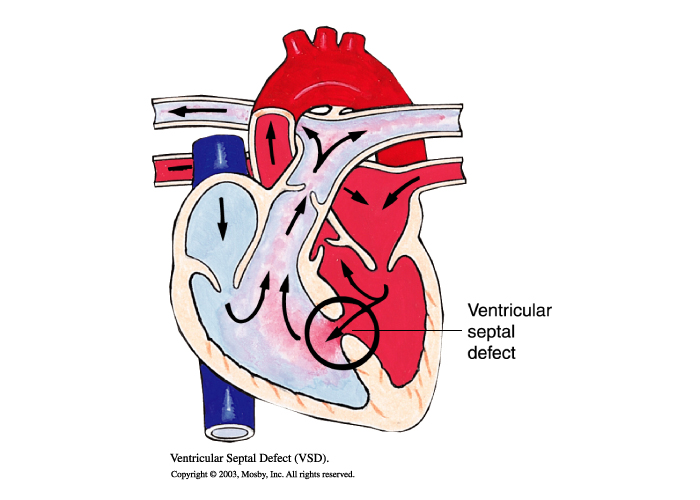 Ventricular
septal
defect
Ventricular Septal Defect (VSD).
Copyright © 2003, Mosby, Inc. All rights reserved.